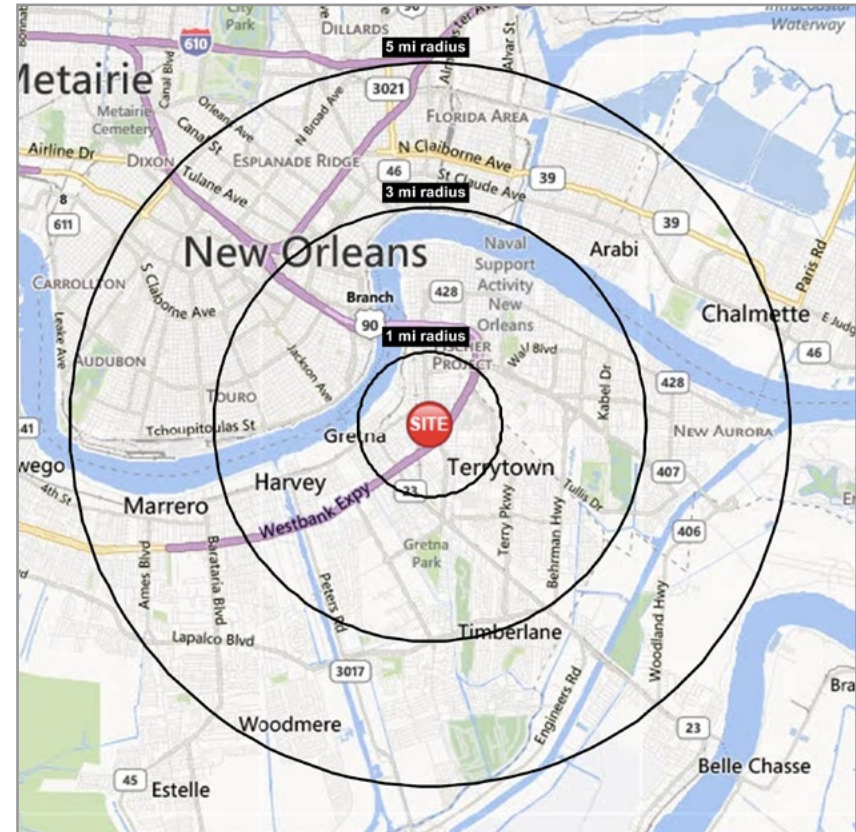 City
Park
DILLARDS
90
Intracoastal
Waterway
610
5 mi radius
Alvar St
Metairie
Canal Blvd
3021
Metairie
Cemetery
Orleans Ave
N Broad Ave
FLORIDA AREA
Canal St
Airline Dr
DIXON
ESPLANADE RIDGE
N Claiborne Ave
46
St Claude Ave
39
Tulane Ave
3 mi radius
8
611
39
New Orleans
Naval
Support
Activity
New
Orleans
Arabi
Paris Rd
CARROLLTON
S Claiborne Ave
Branch
428
90
Chalmette
E Judg
1 mi radius
FISCHER
PROJECT
Wall Blvd
46
Leake Ave
AUDUBON
Jackson Ave
Kabel Dr
428
TOURO
SITE
41
Tchoupitoulas St
Gretna
NEW AURORA
wego
Terrytown
407
4th St
Harvey
23
Tullis Dr
Marrero
Westbank Expy
Terry Pkwy
Behrman Hwy
406
Ames Blvd
Barataria Blvd
Gretna
Park
Peters Rd
Woodland Hwy
Lapalco Blvd
Timberlane
3017
Bra
Engineers Rd
Woodmere
23
45
Estelle
Belle Chasse